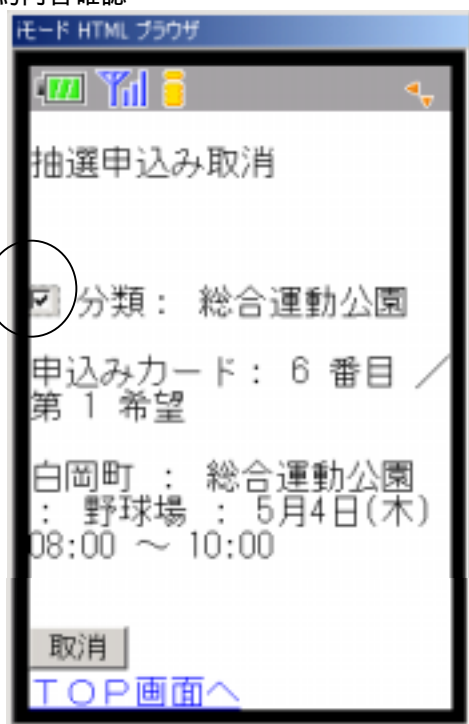 iモード HTML ブラウザ
抽選申込み取消
分類： 総合運動公園
申込みカード： 6 番目 ／
第 1 希望
白岡町 ： 総合運動公園
： 野球場 ： 5月4日(木)
08:00 ～ 10:00
取消
ＴＯＰ画面へ